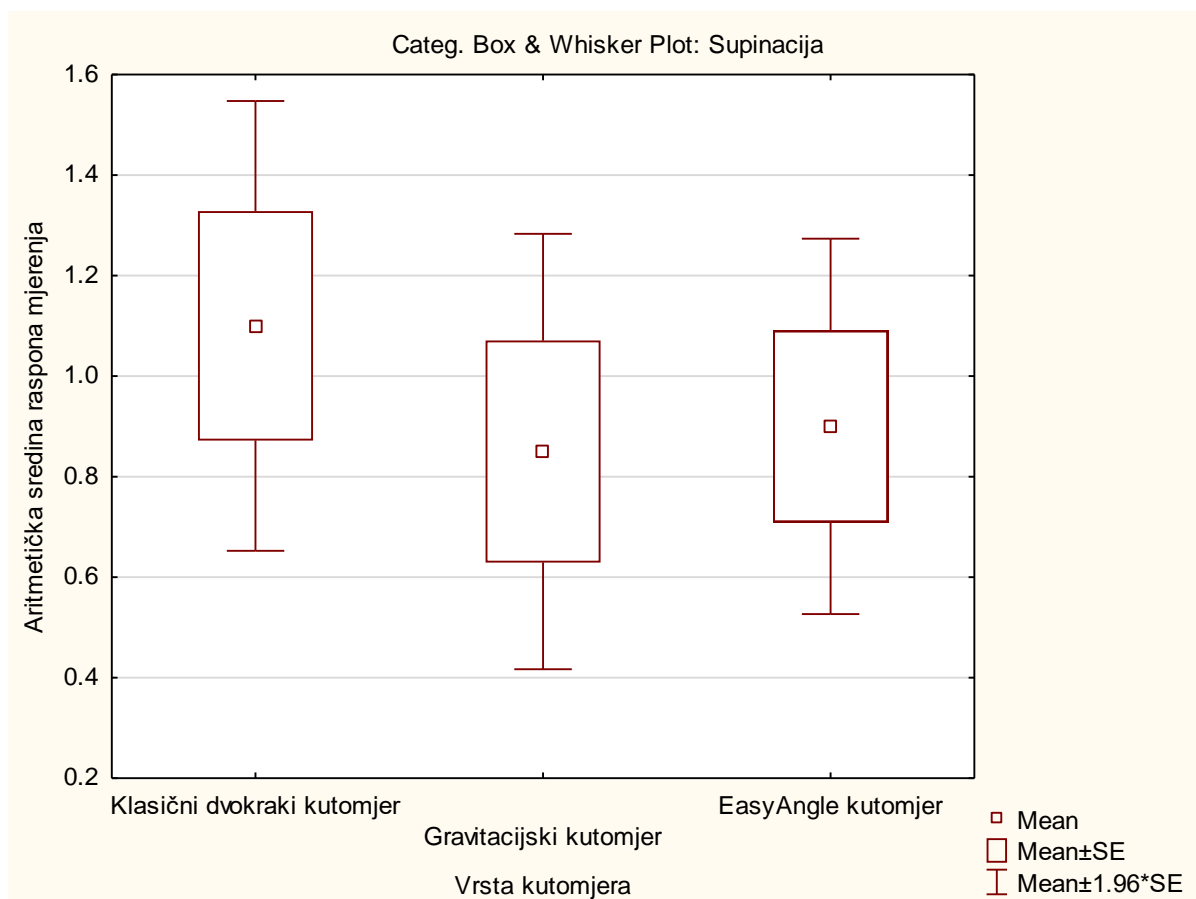 Categ. Box & Whisker Plot: Supinacija
Aritmetička sredina raspona mjerenja
1.6
1.4
1.2
1.0
0.8
0.6
0.4
0.2
Klasični dvokraki kutomjer
Gravitacijski kutomjer
EasyAngle kutomjer
Vrsta kutomjera
Mean
Mean±SE
Mean±1.96*SE